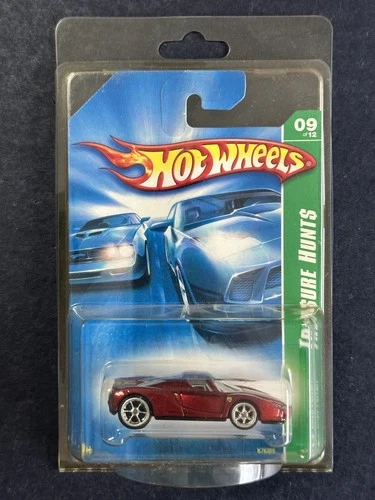 09
of 12
HOT WHEELS
TREASURE HUNTS